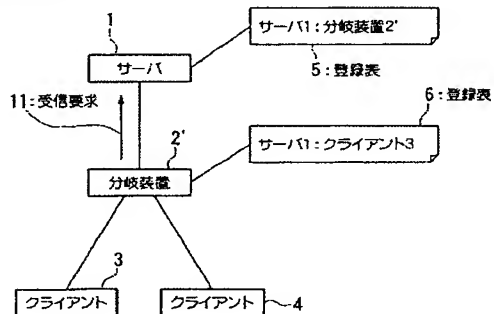 1
サーバ
サーバ1:分岐装置2'
5:登録表
11:受信要求
6:登録表
2'
サーバ1:クライアント3
分岐装置
3
クライアント
クライアント
4